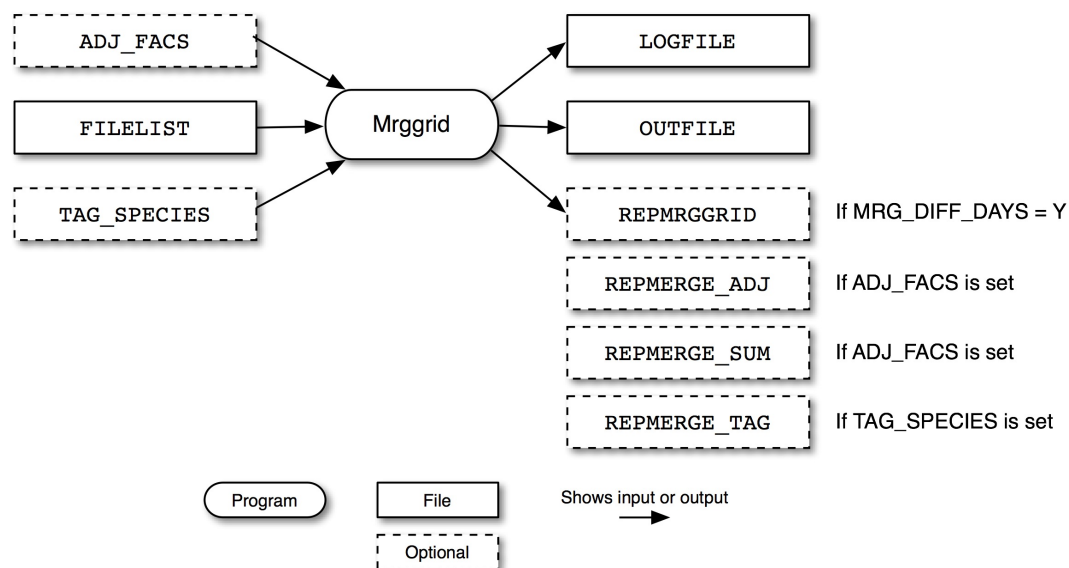 ADJ_FACS
FILELIST
TAG_SPECIES
Mrggrid
LOGFILE
OUTFILE
REPMRGGRID If MRG_DIFF_DAYS = Y
REPMERGE_ADJ If ADJ_FACS is set
REPMERGE_SUM If ADJ_FACS is set
REPMERGE_TAG If TAG_SPECIES is set
Program
File
Shows input or output
Optional